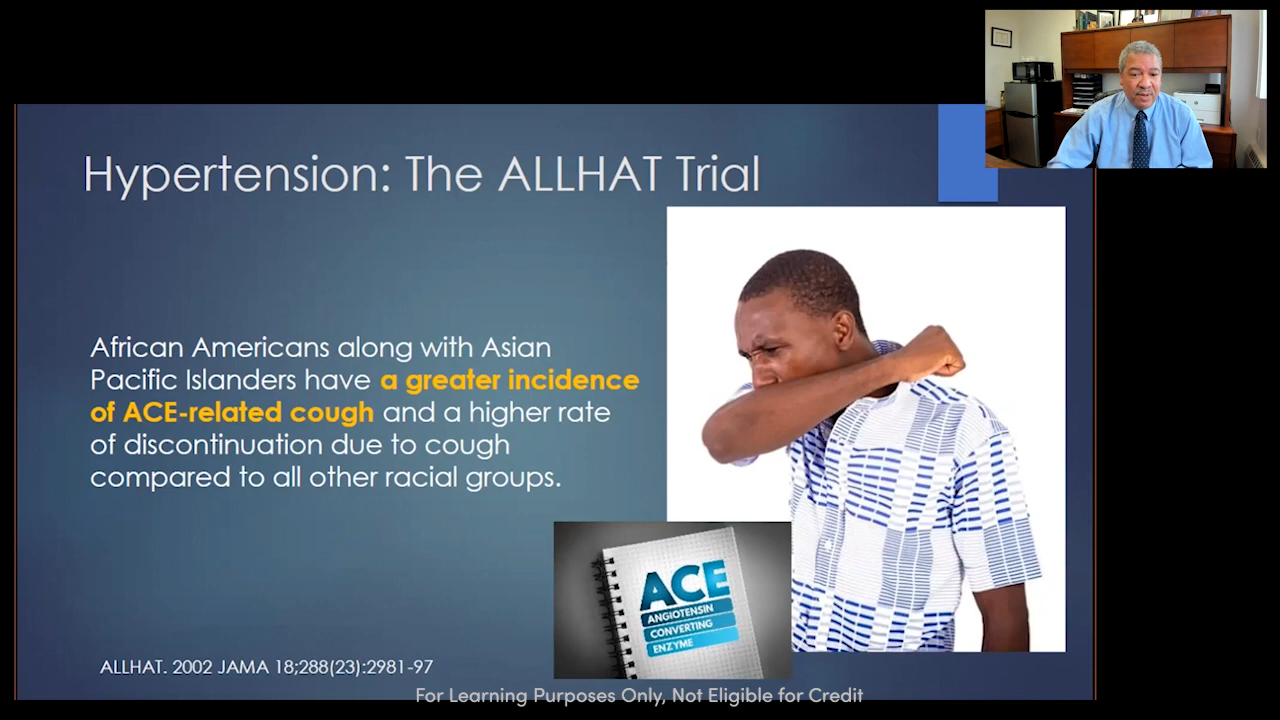 Hypertension: The ALLHAT Trial
African Americans along with Asian
Pacific Islanders have a greater incidence
of ACE-related cough and a higher rate
of discontinuation due to cough
compared to all other racial groups.
ACE
ANGIOTENSIN
CONVERTING
ENZYME
ALLHAT. 2002 JAMA 18;288(23):2981-97
For Learning Purposes Only, Not Eligible for Credit